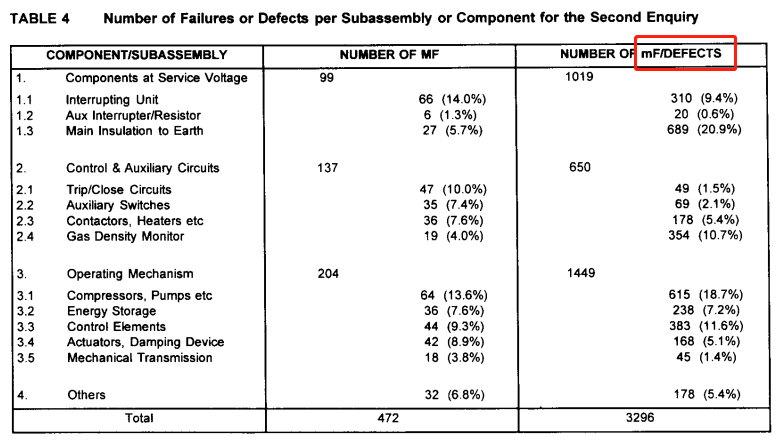 TABLE 4 Number of Failures or Defects per Subassembly or Component for the Second Enquiry
COMPONENT/SUBASSEMBLY NUMBER OF MF NUMBER OF mF/DEFECTS
1. Components at Service Voltage 99 1019
1.1 Interrupting Unit 66 (14.0%) 310 (9.4%)
1.2 Aux Interrupter/Resistor 6 (1.3%) 20 (0.6%)
1.3 Main Insulation to Earth 27 (5.7%) 689 (20.9%)
2. Control & Auxiliary Circuits 137 650
2.1 Trip/Close Circuits 47 (10.0%) 49 (1.5%)
2.2 Auxiliary Switches 35 (7.4%) 69 (2.1%)
2.3 Contactors, Heaters etc 36 (7.6%) 178 (5.4%)
2.4 Gas Density Monitor 19 (4.0%) 354 (10.7%)
3. Operating Mechanism 204 1449
3.1 Compressors, Pumps etc 64 (13.6%) 615 (18.7%)
3.2 Energy Storage 36 (7.6%) 238 (7.2%)
3.3 Control Elements 44 (9.3%) 383 (11.6%)
3.4 Actuators, Damping Device 42 (8.9%) 168 (5.1%)
3.5 Mechanical Transmission 18 (3.8%) 45 (1.4%)
4. Others 32 (6.8%) 178 (5.4%)
Total 472 3296